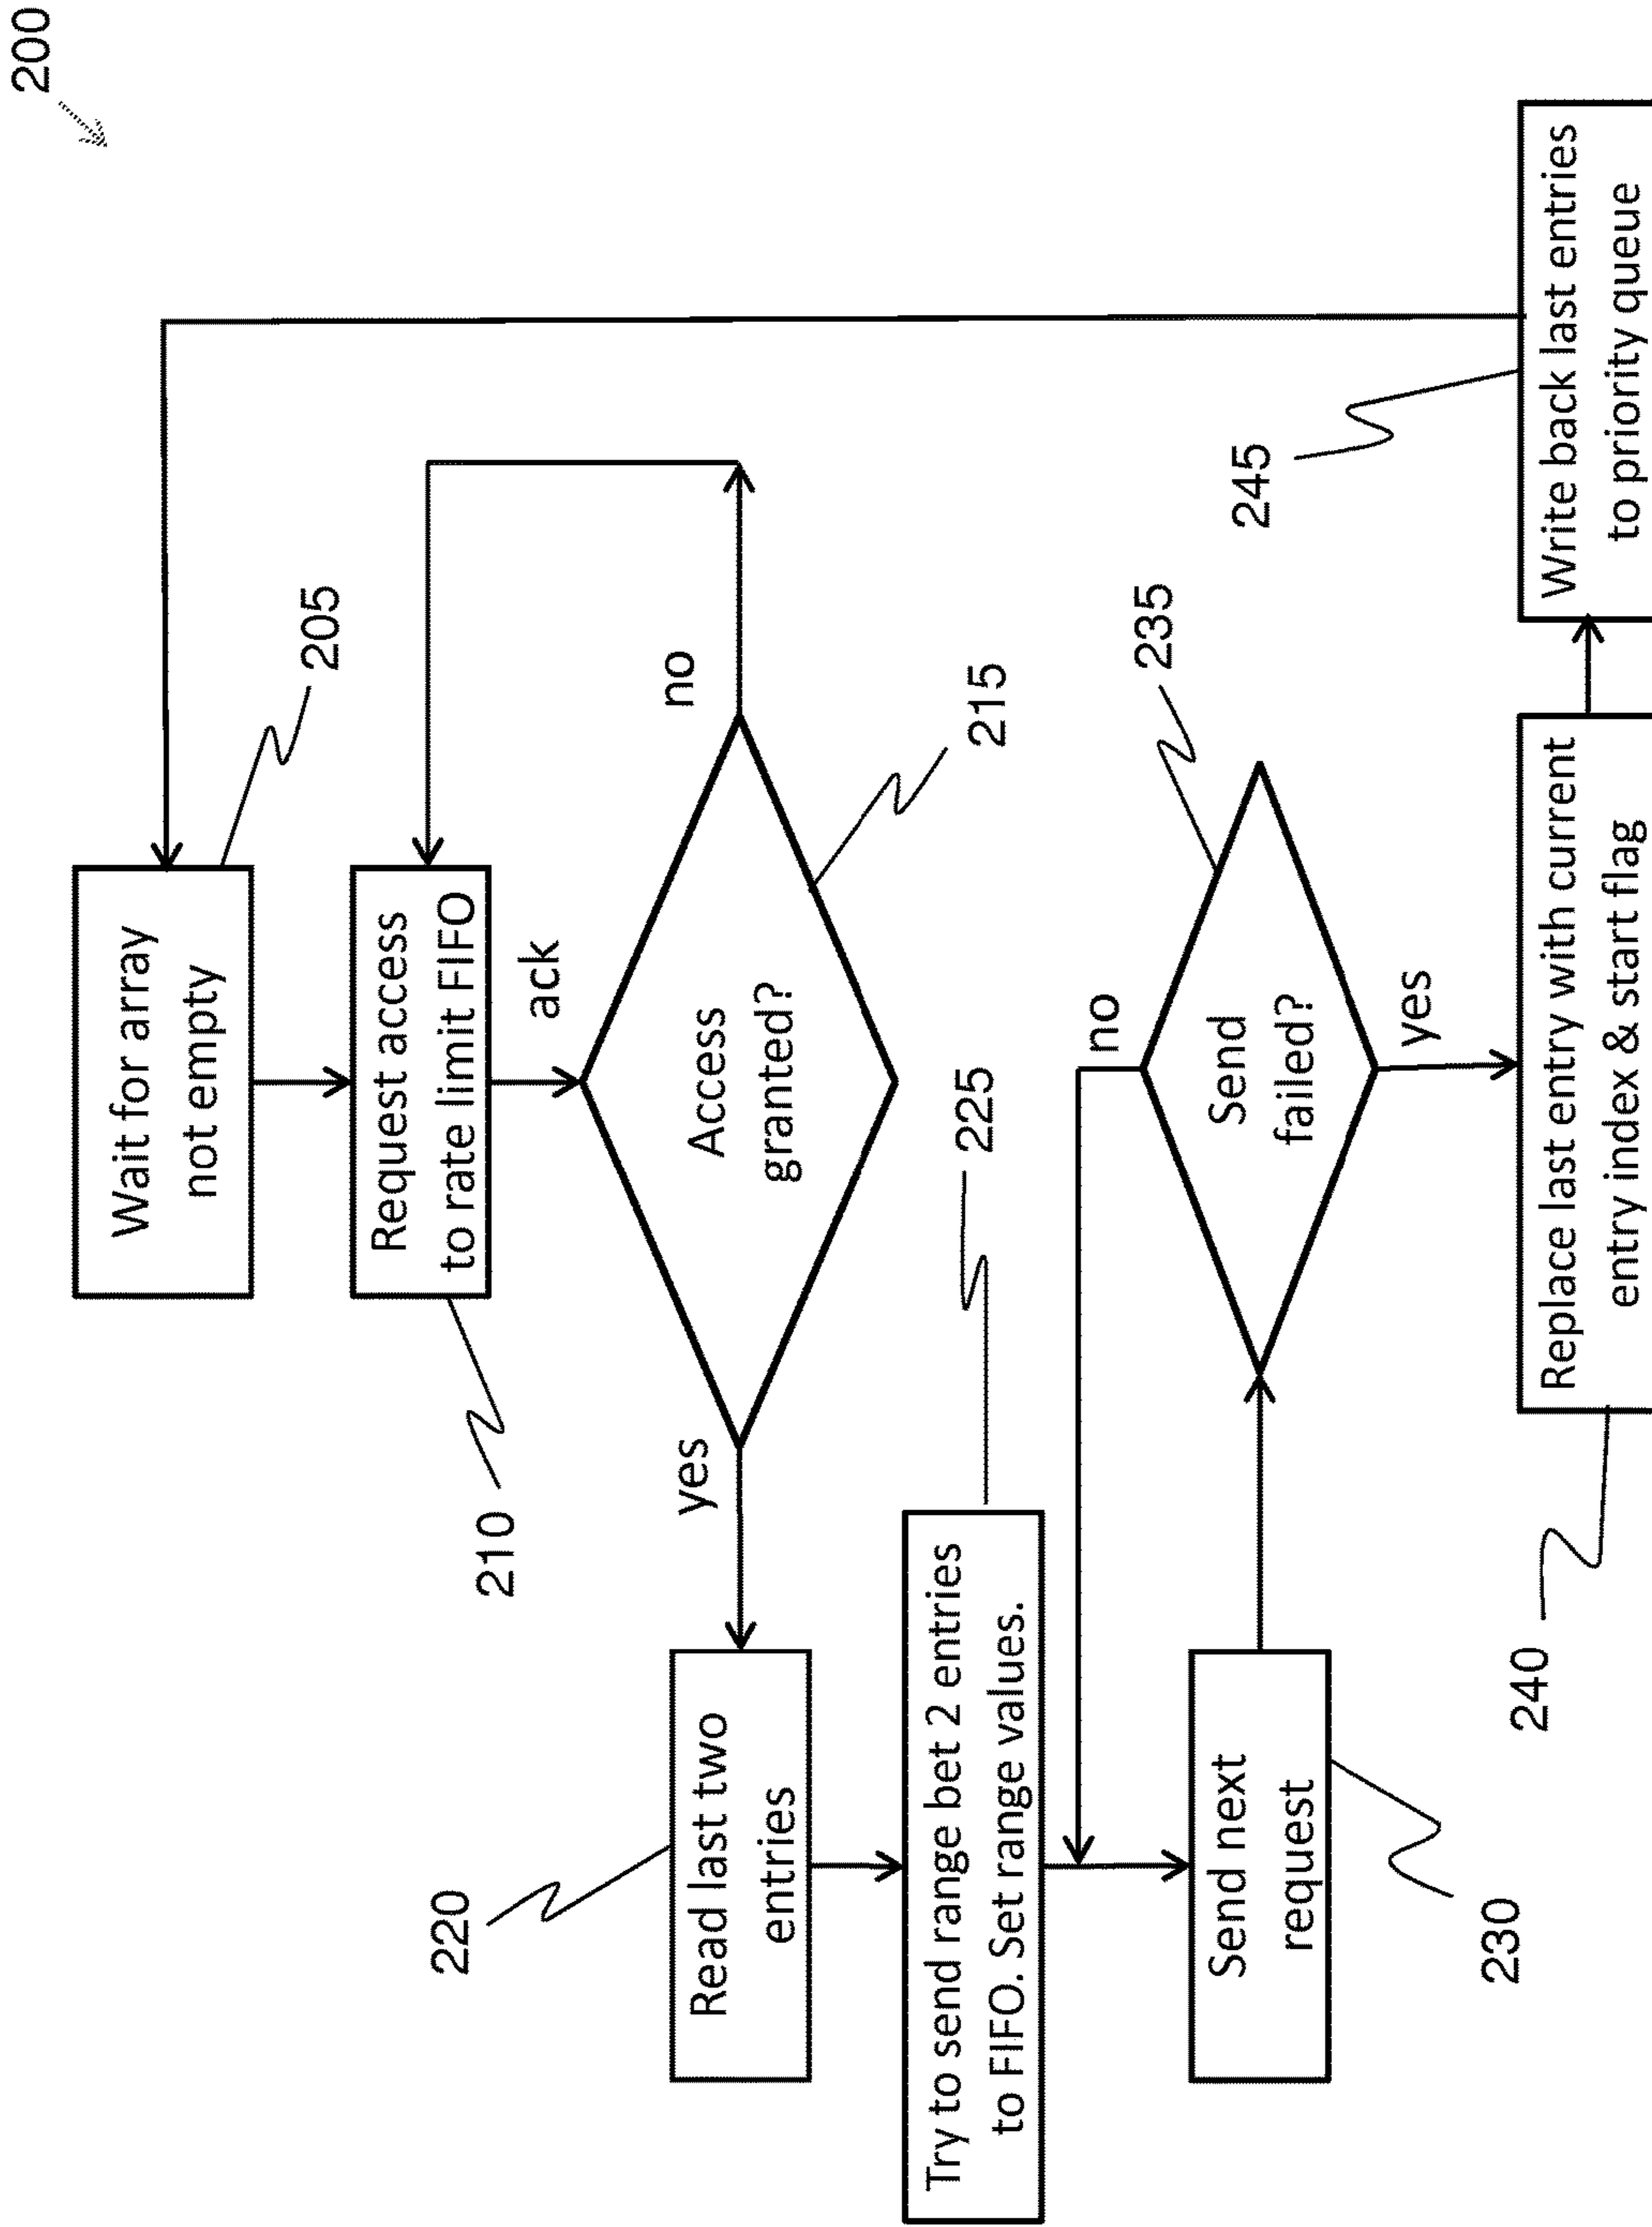 200
Wait for array
not empty
205
Request access
to rate limit FIFO
210
ack
Access
granted?
215
no
yes
Read last two
entries
220
Try to send range bet 2 entries
to FIFO. Set range values.
225
Send next
request
230
Send
failed?
235
no
yes
Replace last entry with current
entry index & start flag
240
Write back last entries
to priority queue
245